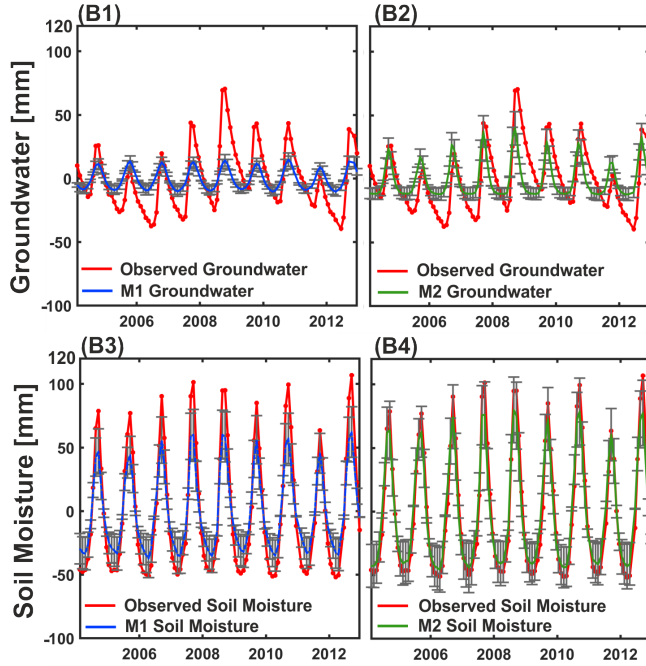 (B1) (B2)
Groundwater [mm]
120
100
50
0
-50
-100
Observed Groundwater
M1 Groundwater
Observed Groundwater
M2 Groundwater
2006 2008 2010 2012 2006 2008 2010 2012
(B3) (B4)
Soil Moisture [mm]
120
100
50
0
-50
-100
Observed Soil Moisture
M1 Soil Moisture
Observed Soil Moisture
M2 Soil Moisture
2006 2008 2010 2012 2006 2008 2010 2012